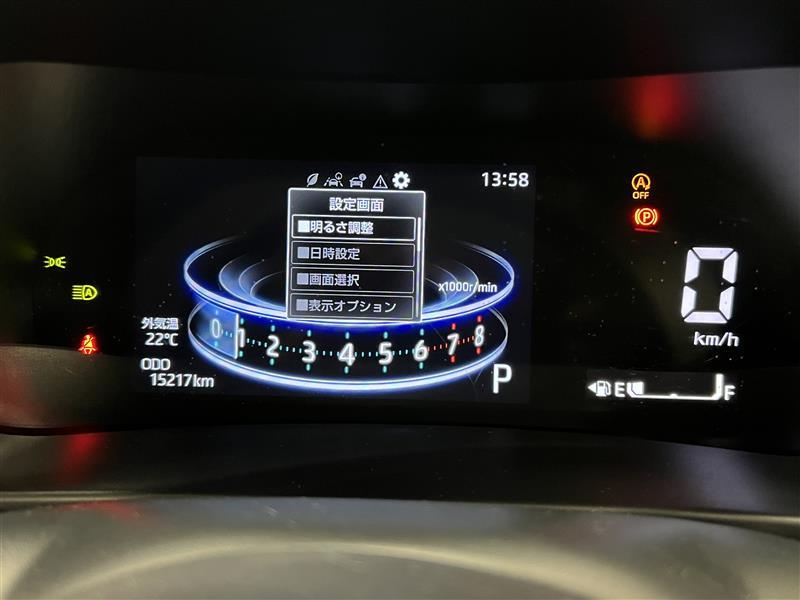 13:58
設定画面
明るさ調整
日時設定
画面選択
表示オプション
x1000r/min
0 1 2 3 4 5 6 7 8
外気温
22℃
ODO
15217km
P
A
OFF
P
0
km/h
E F
A